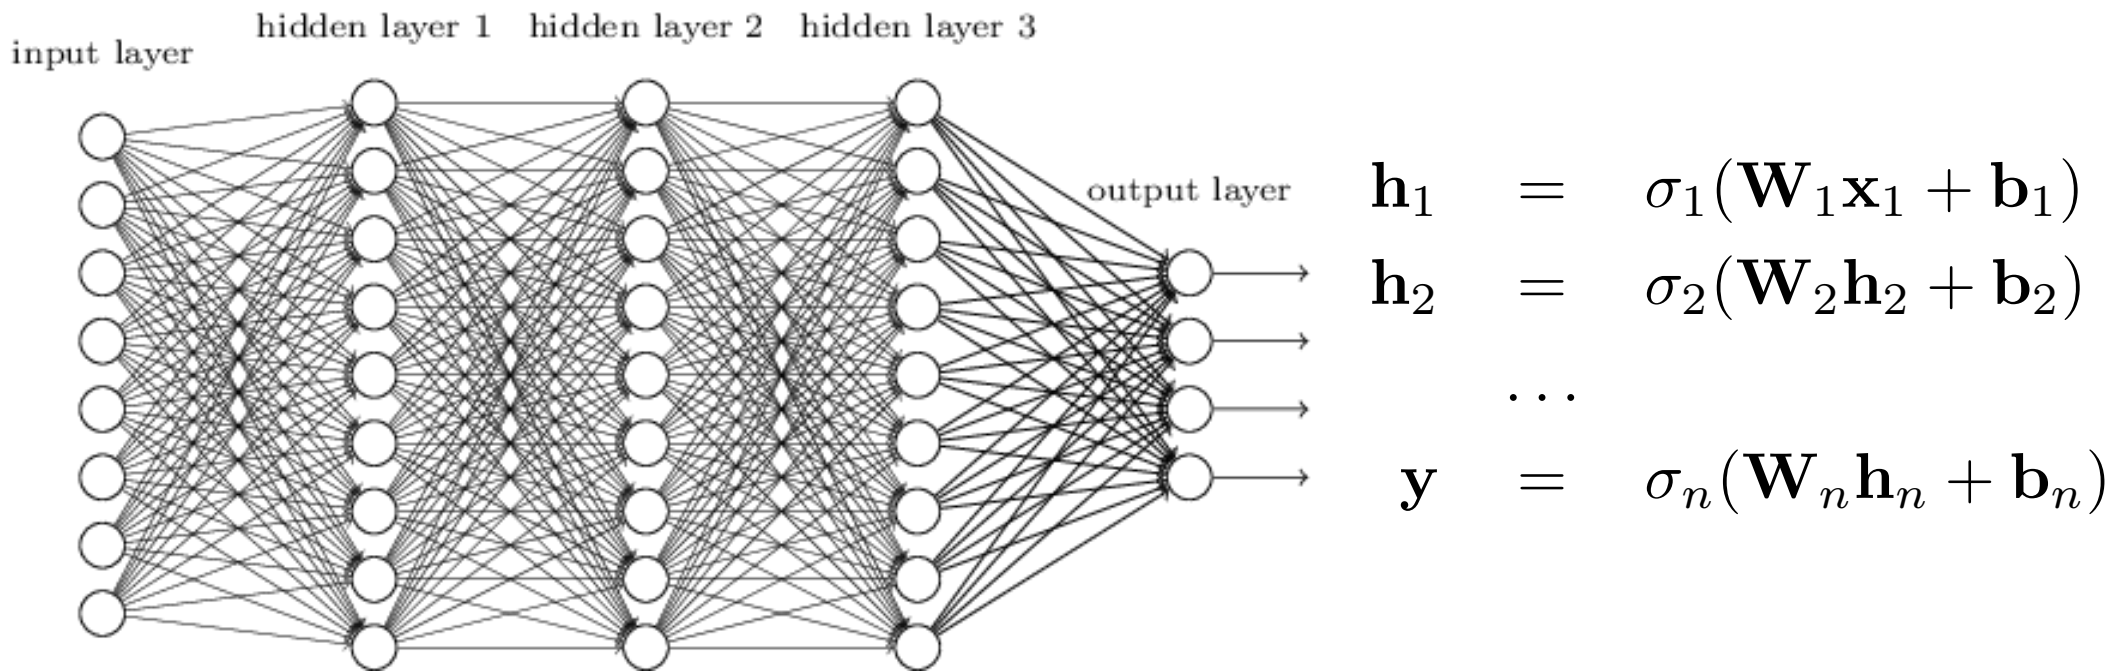 hidden layer 1 hidden layer 2 hidden layer 3
input layer
output layer
h₁ = σ₁(W₁x₁ + b₁)
h₂ = σ₂(W₂h₂ + b₂)
...
y = σₙ(Wₙhₙ + bₙ)